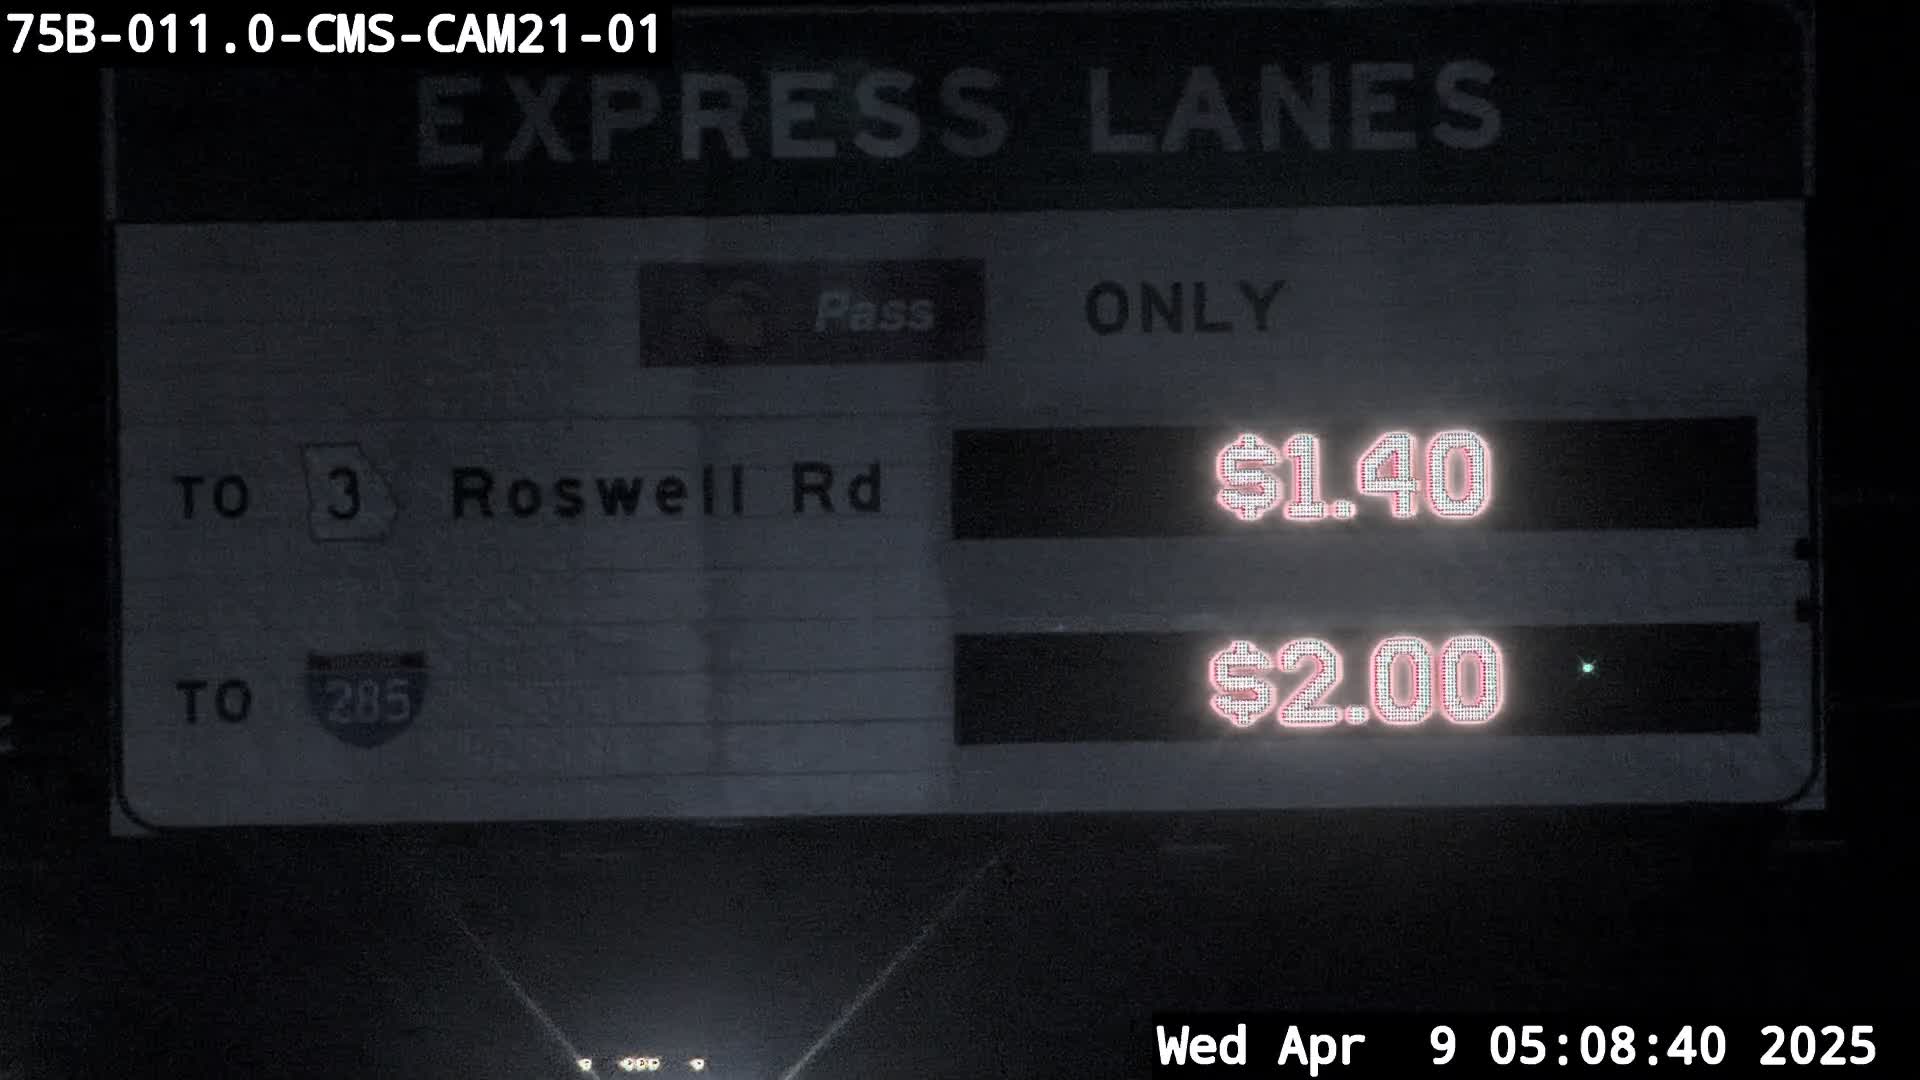 75B-011.0-CMS-CAM21-01
EXPRESS LANES
Pass ONLY
TO 3 Roswell Rd $1.40
TO 285 $2.00
Wed Apr 9 05:08:40 2025